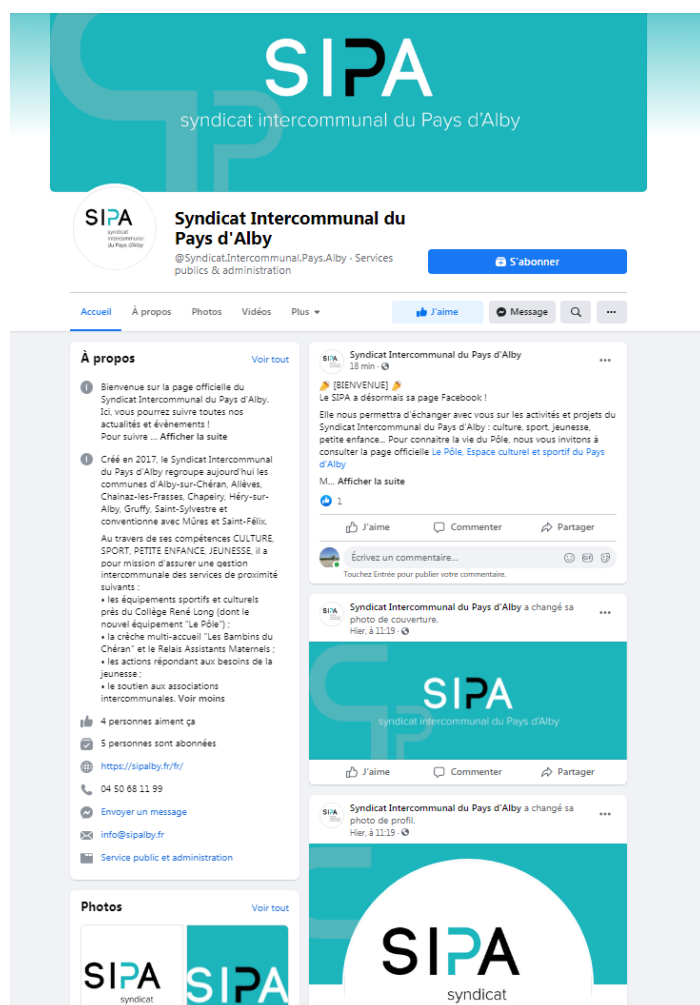 SIPA
syndicat intercommunal du Pays d'Alby
SIPA
syndicat
intercommunal
du Pays d'Alby
Syndicat Intercommunal du
Pays d'Alby
@Syndicat.Intercommunal.Pays.Alby · Services
publics & administration
S'abonner
Accueil
À propos
Photos
Vidéos
Plus
J'aime
Message
À propos
Voir tout
Bienvenue sur la page officielle du
Syndicat Intercommunal du Pays d'Alby.
Ici, vous pourrez suivre toutes nos
actualités et évènements !
Pour suivre ... Afficher la suite
Créé en 2017, le Syndicat Intercommunal
du Pays d'Alby regroupe aujourd'hui les
communes d'Alby-sur-Chéran, Allèves,
Chainaz-les-Frasses, Chapeiry, Héry-sur-
Alby, Gruffy, Saint-Sylvestre et
conventionne avec Mûres et Saint-Félix.
Au travers de ses compétences CULTURE,
SPORT, PETITE ENFANCE, JEUNESSE, il a
pour mission d'assurer une gestion
intercommunale des services de proximité
suivants :
• les équipements sportifs et culturels
près du Collège René Long (dont le
nouvel équipement "Le Pôle") ;
• la crèche multi-accueil "Les Bambins du
Chéran" et le Relais Assistants Maternels ;
• les actions répondant aux besoins de la
jeunesse ;
• le soutien aux associations
intercommunales. Voir moins
4 personnes aiment ça
5 personnes sont abonnées
https://sipalby.fr/fr/
04 50 68 11 99
Envoyer un message
info@sipalby.fr
Service public et administration
Photos
Voir tout
SIPA
syndicat
SIPA
SIPA
Syndicat Intercommunal du Pays d'Alby
18 min ·
[BIENVENUE]
Le SIPA a désormais sa page Facebook !
Elle nous permettra d'échanger avec vous sur les activités et projets du
Syndicat Intercommunal du Pays d'Alby : culture, sport, jeunesse,
petite enfance... Pour connaitre la vie du Pôle, nous vous invitons à
consulter la page officielle Le Pôle, Espace culturel et sportif du Pays
d'Alby
M... Afficher la suite
1
J'aime
Commenter
Partager
Écrivez un commentaire...
GIF
Touchez Entrée pour publier votre commentaire.
SIPA
Syndicat Intercommunal du Pays d'Alby a changé sa
photo de couverture.
Hier, à 11:19 ·
SIPA
syndicat intercommunal du Pays d'Alby
J'aime
Commenter
Partager
SIPA
Syndicat Intercommunal du Pays d'Alby a changé sa
photo de profil.
Hier, à 11:19 ·
SIPA
syndicat